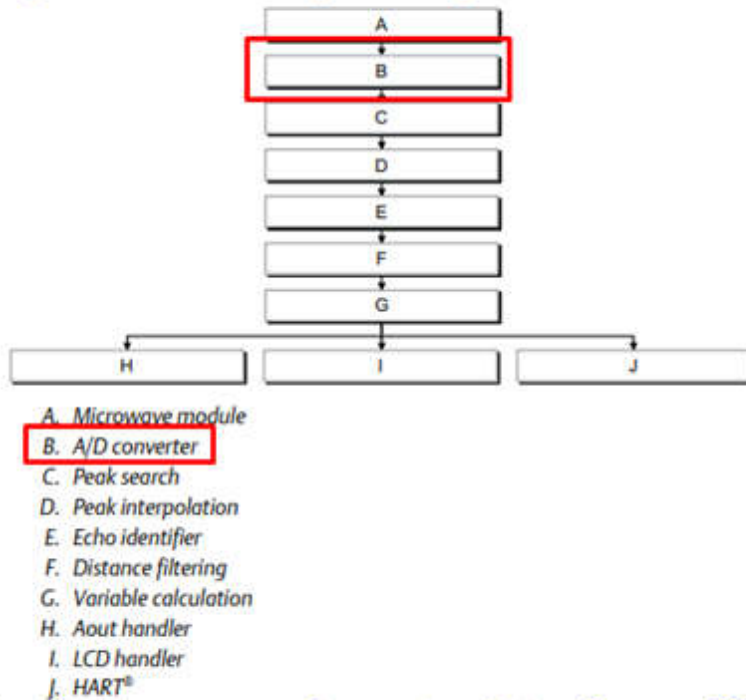 A
B
C
D
E
F
G
H I J
A. Microwave module
B. A/D converter
C. Peak search
D. Peak interpolation
E. Echo identifier
F. Distance filtering
G. Variable calculation
H. Aout handler
I. LCD handler
J. HART®